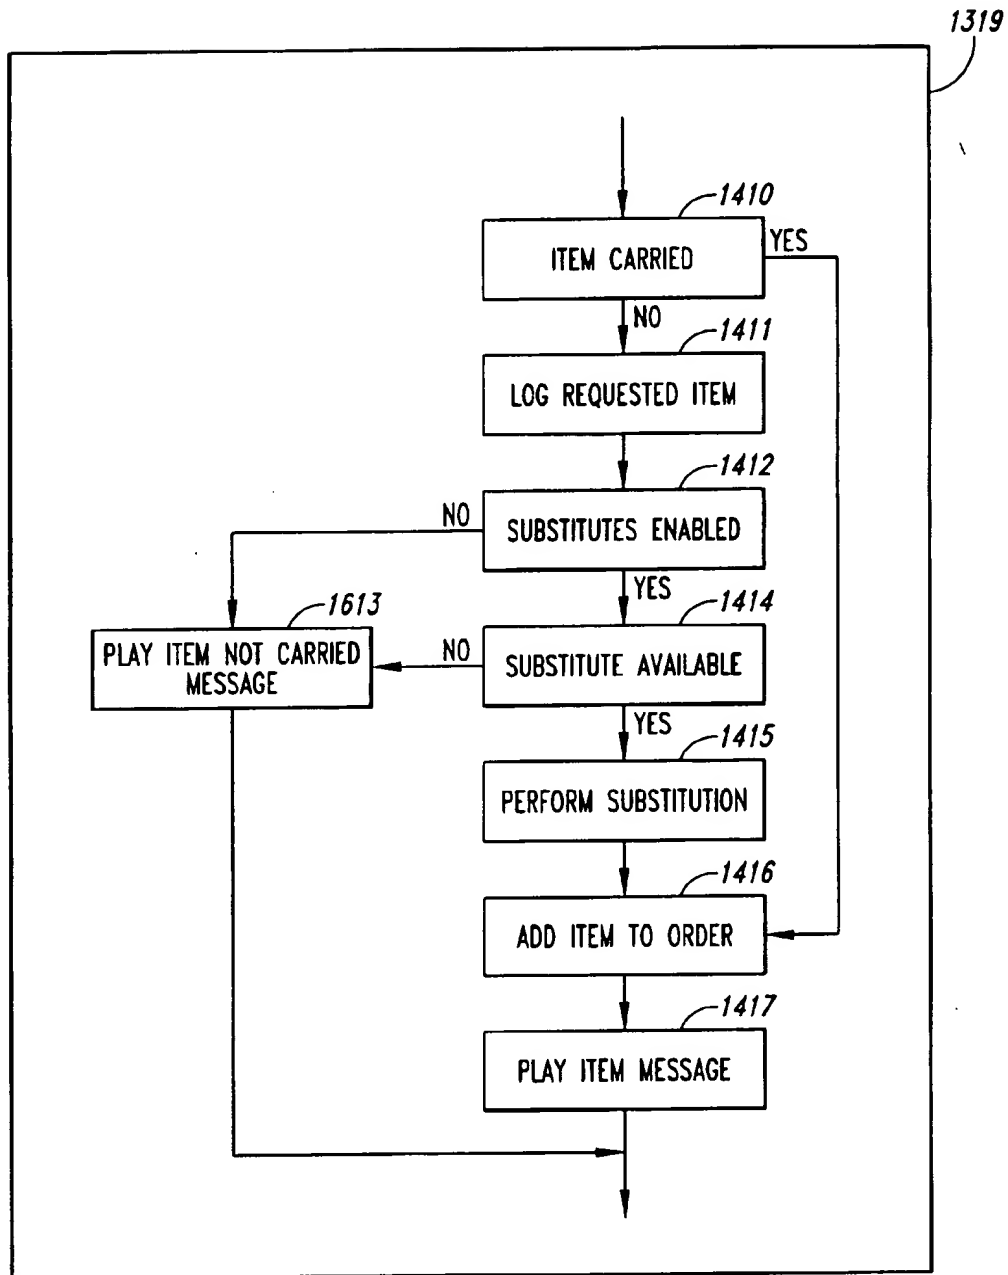 1319
1410
ITEM CARRIED
YES
NO
1411
LOG REQUESTED ITEM
1412
NO
SUBSTITUTES ENABLED
YES
1613
1414
PLAY ITEM NOT CARRIED
MESSAGE
NO
SUBSTITUTE AVAILABLE
YES
1415
PERFORM SUBSTITUTION
1416
ADD ITEM TO ORDER
1417
PLAY ITEM MESSAGE